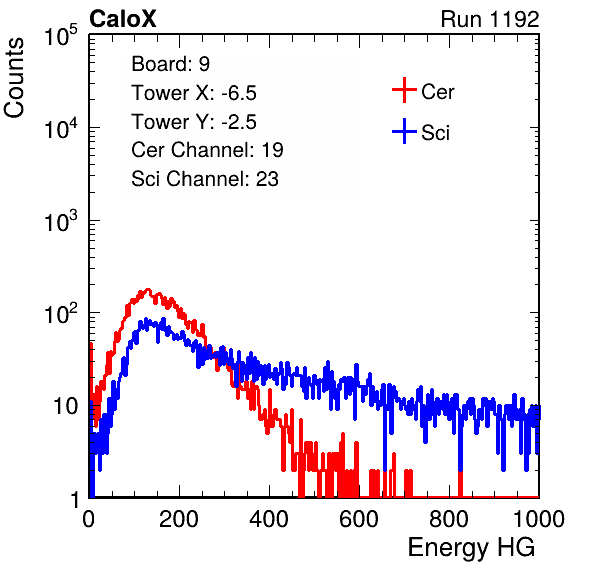 CaloX Run 1192
Counts
10^5
10^4
10^3
10^2
10
1
Board: 9
Tower X: -6.5
Tower Y: -2.5
Cer Channel: 19
Sci Channel: 23
Cer
Sci
0 200 400 600 800 1000
Energy HG